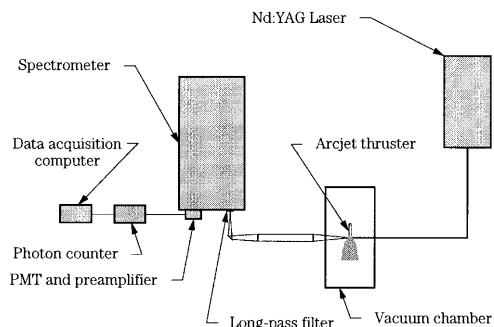 Nd:YAG Laser
Spectrometer
Data acquisition
computer
Arcjet thruster
Photon counter
PMT and preamplifier
Long-pass filter
Vacuum chamber